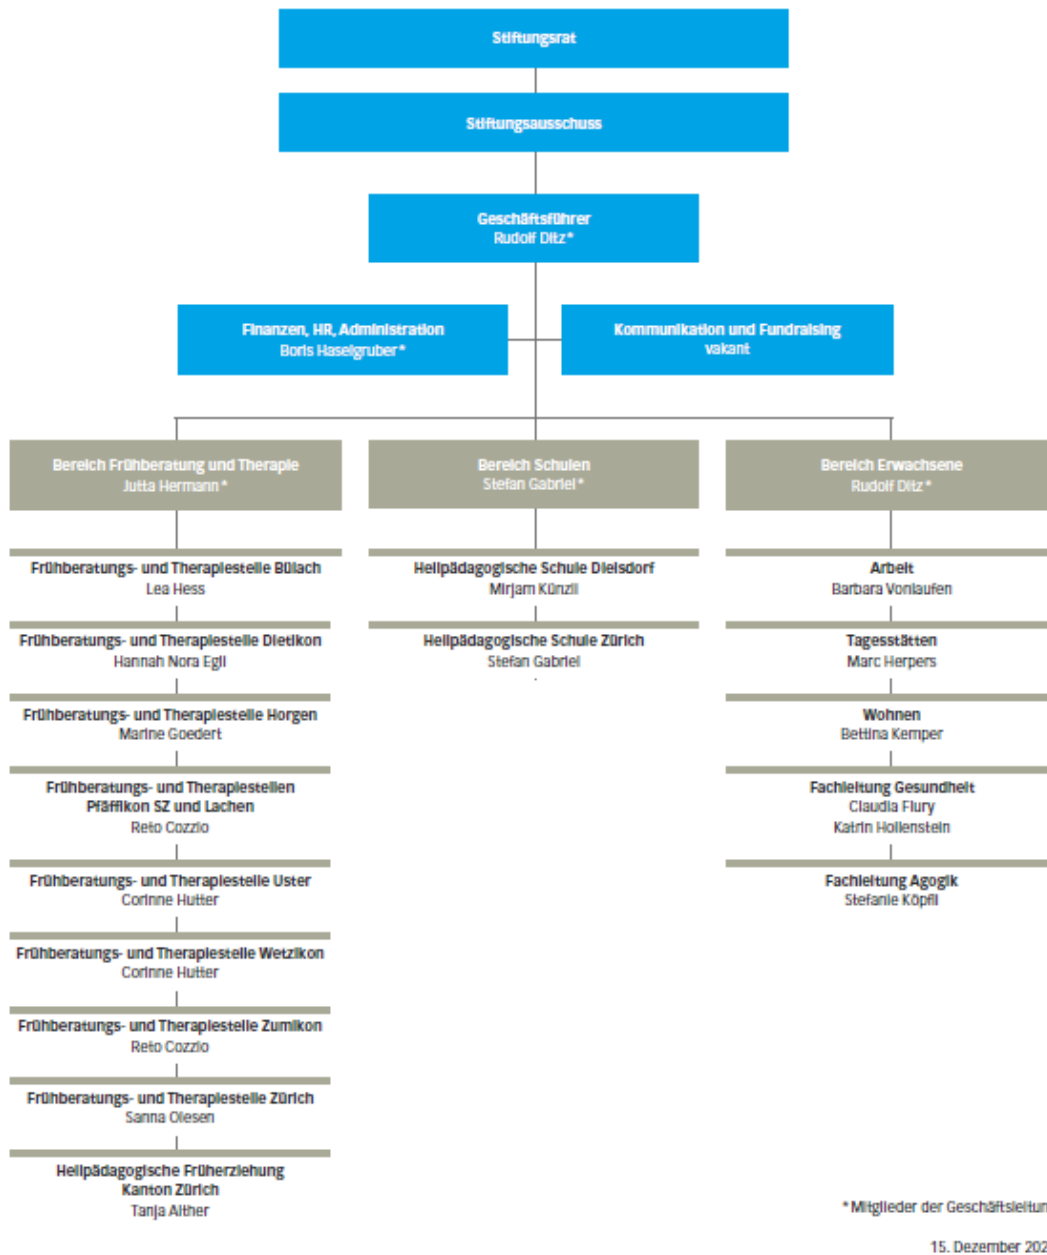 Stiftungsrat
Stiftungsausschuss
Geschäftsführer
Rudolf Ditz*
Finanzen, HR, Administration
Boris Haselgruber*
Kommunikation und Fundraising
vakant
Bereich Frühberatung und Therapie
Jutta Hermann*
Bereich Schulen
Stefan Gabriel*
Bereich Erwachsene
Rudolf Ditz*
Frühberatungs- und Therapiestelle Bülach
Lea Hess
Frühberatungs- und Therapiestelle Dietikon
Hannah Nora Egli
Frühberatungs- und Therapiestelle Horgen
Marine Goedert
Frühberatungs- und Therapiestellen
Pfäffikon SZ und Lachen
Reto Cozzio
Frühberatungs- und Therapiestelle Uster
Corinne Hutter
Frühberatungs- und Therapiestelle Wetzikon
Corinne Hutter
Frühberatungs- und Therapiestelle Zumikon
Reto Cozzio
Frühberatungs- und Therapiestelle Zürich
Sanna Olesen
Heilpädagogische Früherziehung
Kanton Zürich
Tanja Alther
Heilpädagogische Schule Dielsdorf
Mirjam Künzli
Heilpädagogische Schule Zürich
Stefan Gabriel
Arbeit
Barbara Vonlaufen
Tagesstätten
Marc Herpers
Wohnen
Bettina Kemper
Fachleitung Gesundheit
Claudia Flury
Katrin Hollenstein
Fachleitung Agogik
Stefanie Köpfli
*Mitglieder der Geschäftsleitun
15. Dezember 202